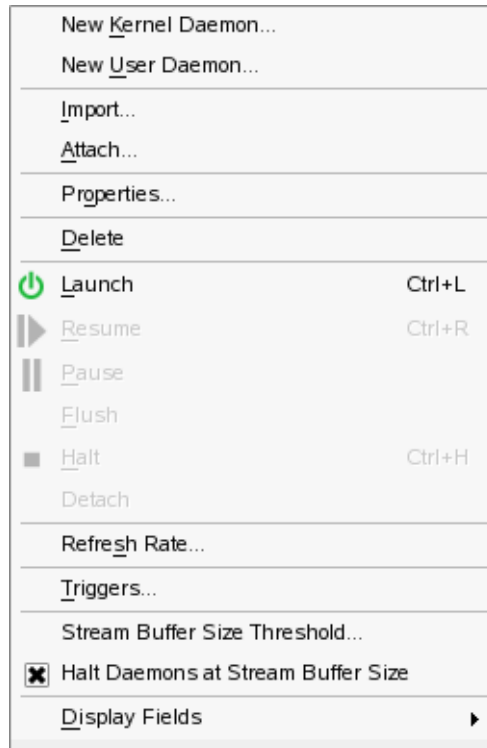 New Kernel Daemon...
New User Daemon...
Import...
Attach...
Properties...
Delete
Launch Ctrl+L
Resume Ctrl+R
Pause
Flush
Halt Ctrl+H
Detach
Refresh Rate...
Triggers...
Stream Buffer Size Threshold...
Halt Daemons at Stream Buffer Size
Display Fields